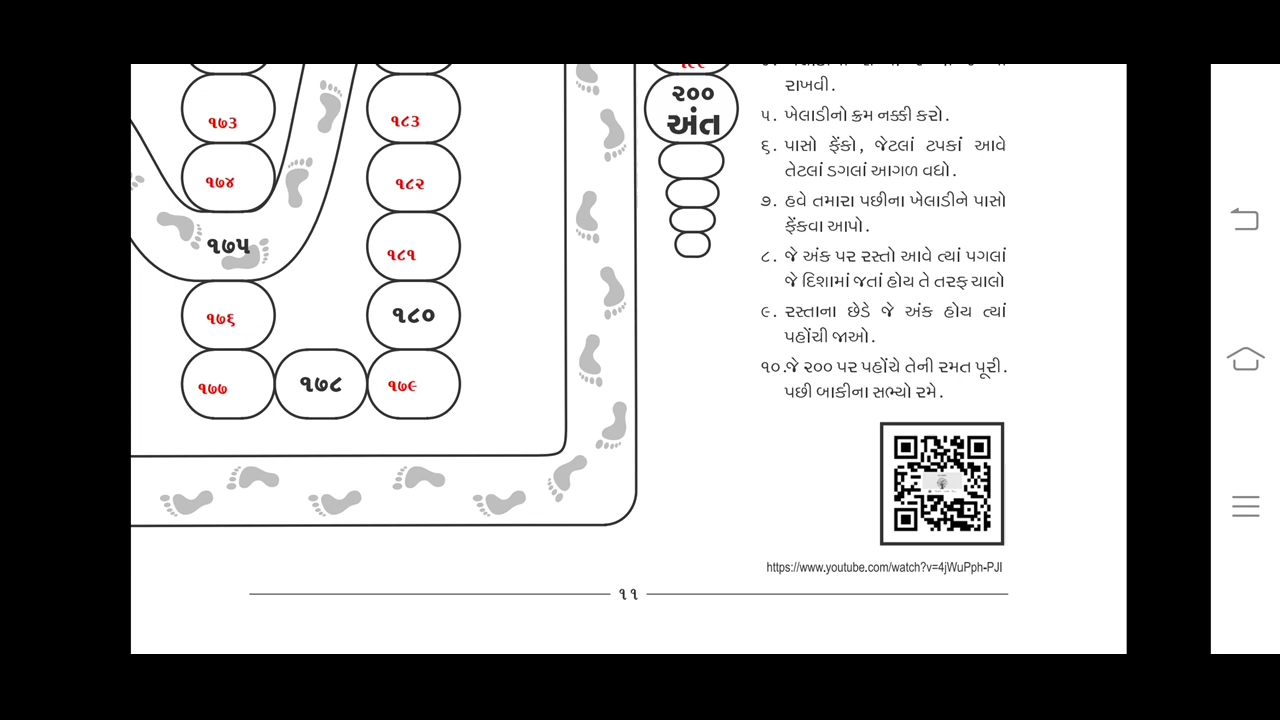 ૧૭૩
૧૭૪
૧૭૫
૧૭૬
૧૭૭
૧૭૮
૧૭૯
૧૮૦
૧૮૧
૧૮૨
૧૮૩
૨૦૦
અંત
રાખવી.
૫. ખેલાડીનો ક્રમ નક્કી કરો.
૬. પાસો ફેંકો, જેટલાં ટપકાં આવે
તેટલાં ડગલાં આગળ વધો.
૭. હવે તમારા પછીના ખેલાડીને પાસો
ફેંકવા આપો.
૮. જે અંક પર રસ્તો આવે ત્યાં પગલાં
જે દિશામાં જતાં હોય તે તરફ ચાલો
૯. રસ્તાના છેડે જે અંક હોય ત્યાં
પહોંચી જાઓ.
૧૦.જે ૨૦૦ પર પહોંચે તેની રમત પૂરી.
પછી બાકીના સભ્યો રમે.
https://www.youtube.com/watch?v=4jWuPph-PJI
૧૧